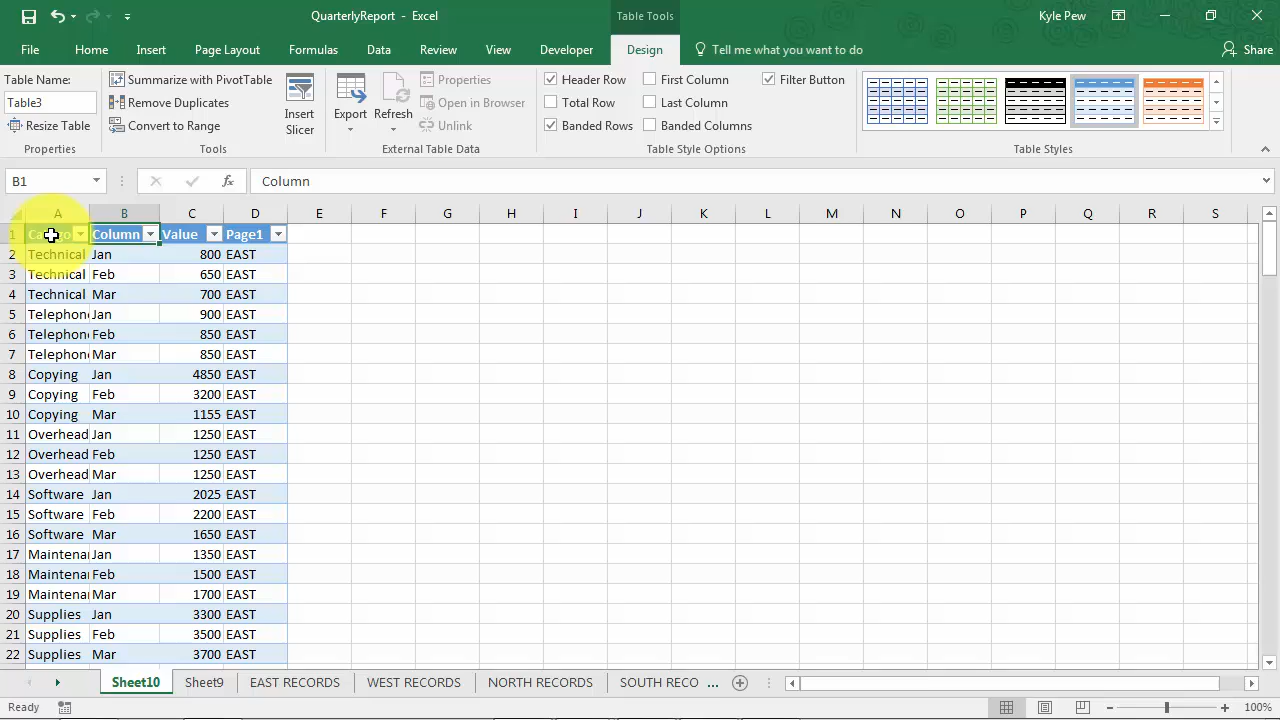 QuarterlyReport - Excel
Table Tools
Kyle Pew
File Home Insert Page Layout Formulas Data Review View Developer Design Tell me what you want to do Share
Table Name: Summarize with PivotTable Properties Header Row First Column Filter Button
Table3 Remove Duplicates Insert Slicer Export Refresh Open in Browser Total Row Last Column
Resize Table Convert to Range Unlink Banded Rows Banded Columns
Properties Tools External Table Data Table Style Options Table Styles
B1 fx Column
A B C D E F G H I J K L M N O P Q R S
1 Column Value Page1
2 Technical Jan 800 EAST
3 Technical Feb 650 EAST
4 Technical Mar 700 EAST
5 Telephon Jan 900 EAST
6 Telephon Feb 850 EAST
7 Telephon Mar 850 EAST
8 Copying Jan 4850 EAST
9 Copying Feb 3200 EAST
10 Copying Mar 1155 EAST
11 Overhead Jan 1250 EAST
12 Overhead Feb 1250 EAST
13 Overhead Mar 1250 EAST
14 Software Jan 2025 EAST
15 Software Feb 2200 EAST
16 Software Mar 1650 EAST
17 Maintena Jan 1350 EAST
18 Maintena Feb 1500 EAST
19 Maintena Mar 1700 EAST
20 Supplies Jan 3300 EAST
21 Supplies Feb 3500 EAST
22 Supplies Mar 3700 EAST
Sheet10 Sheet9 EAST RECORDS WEST RECORDS NORTH RECORDS SOUTH RECO ...
Ready 100%